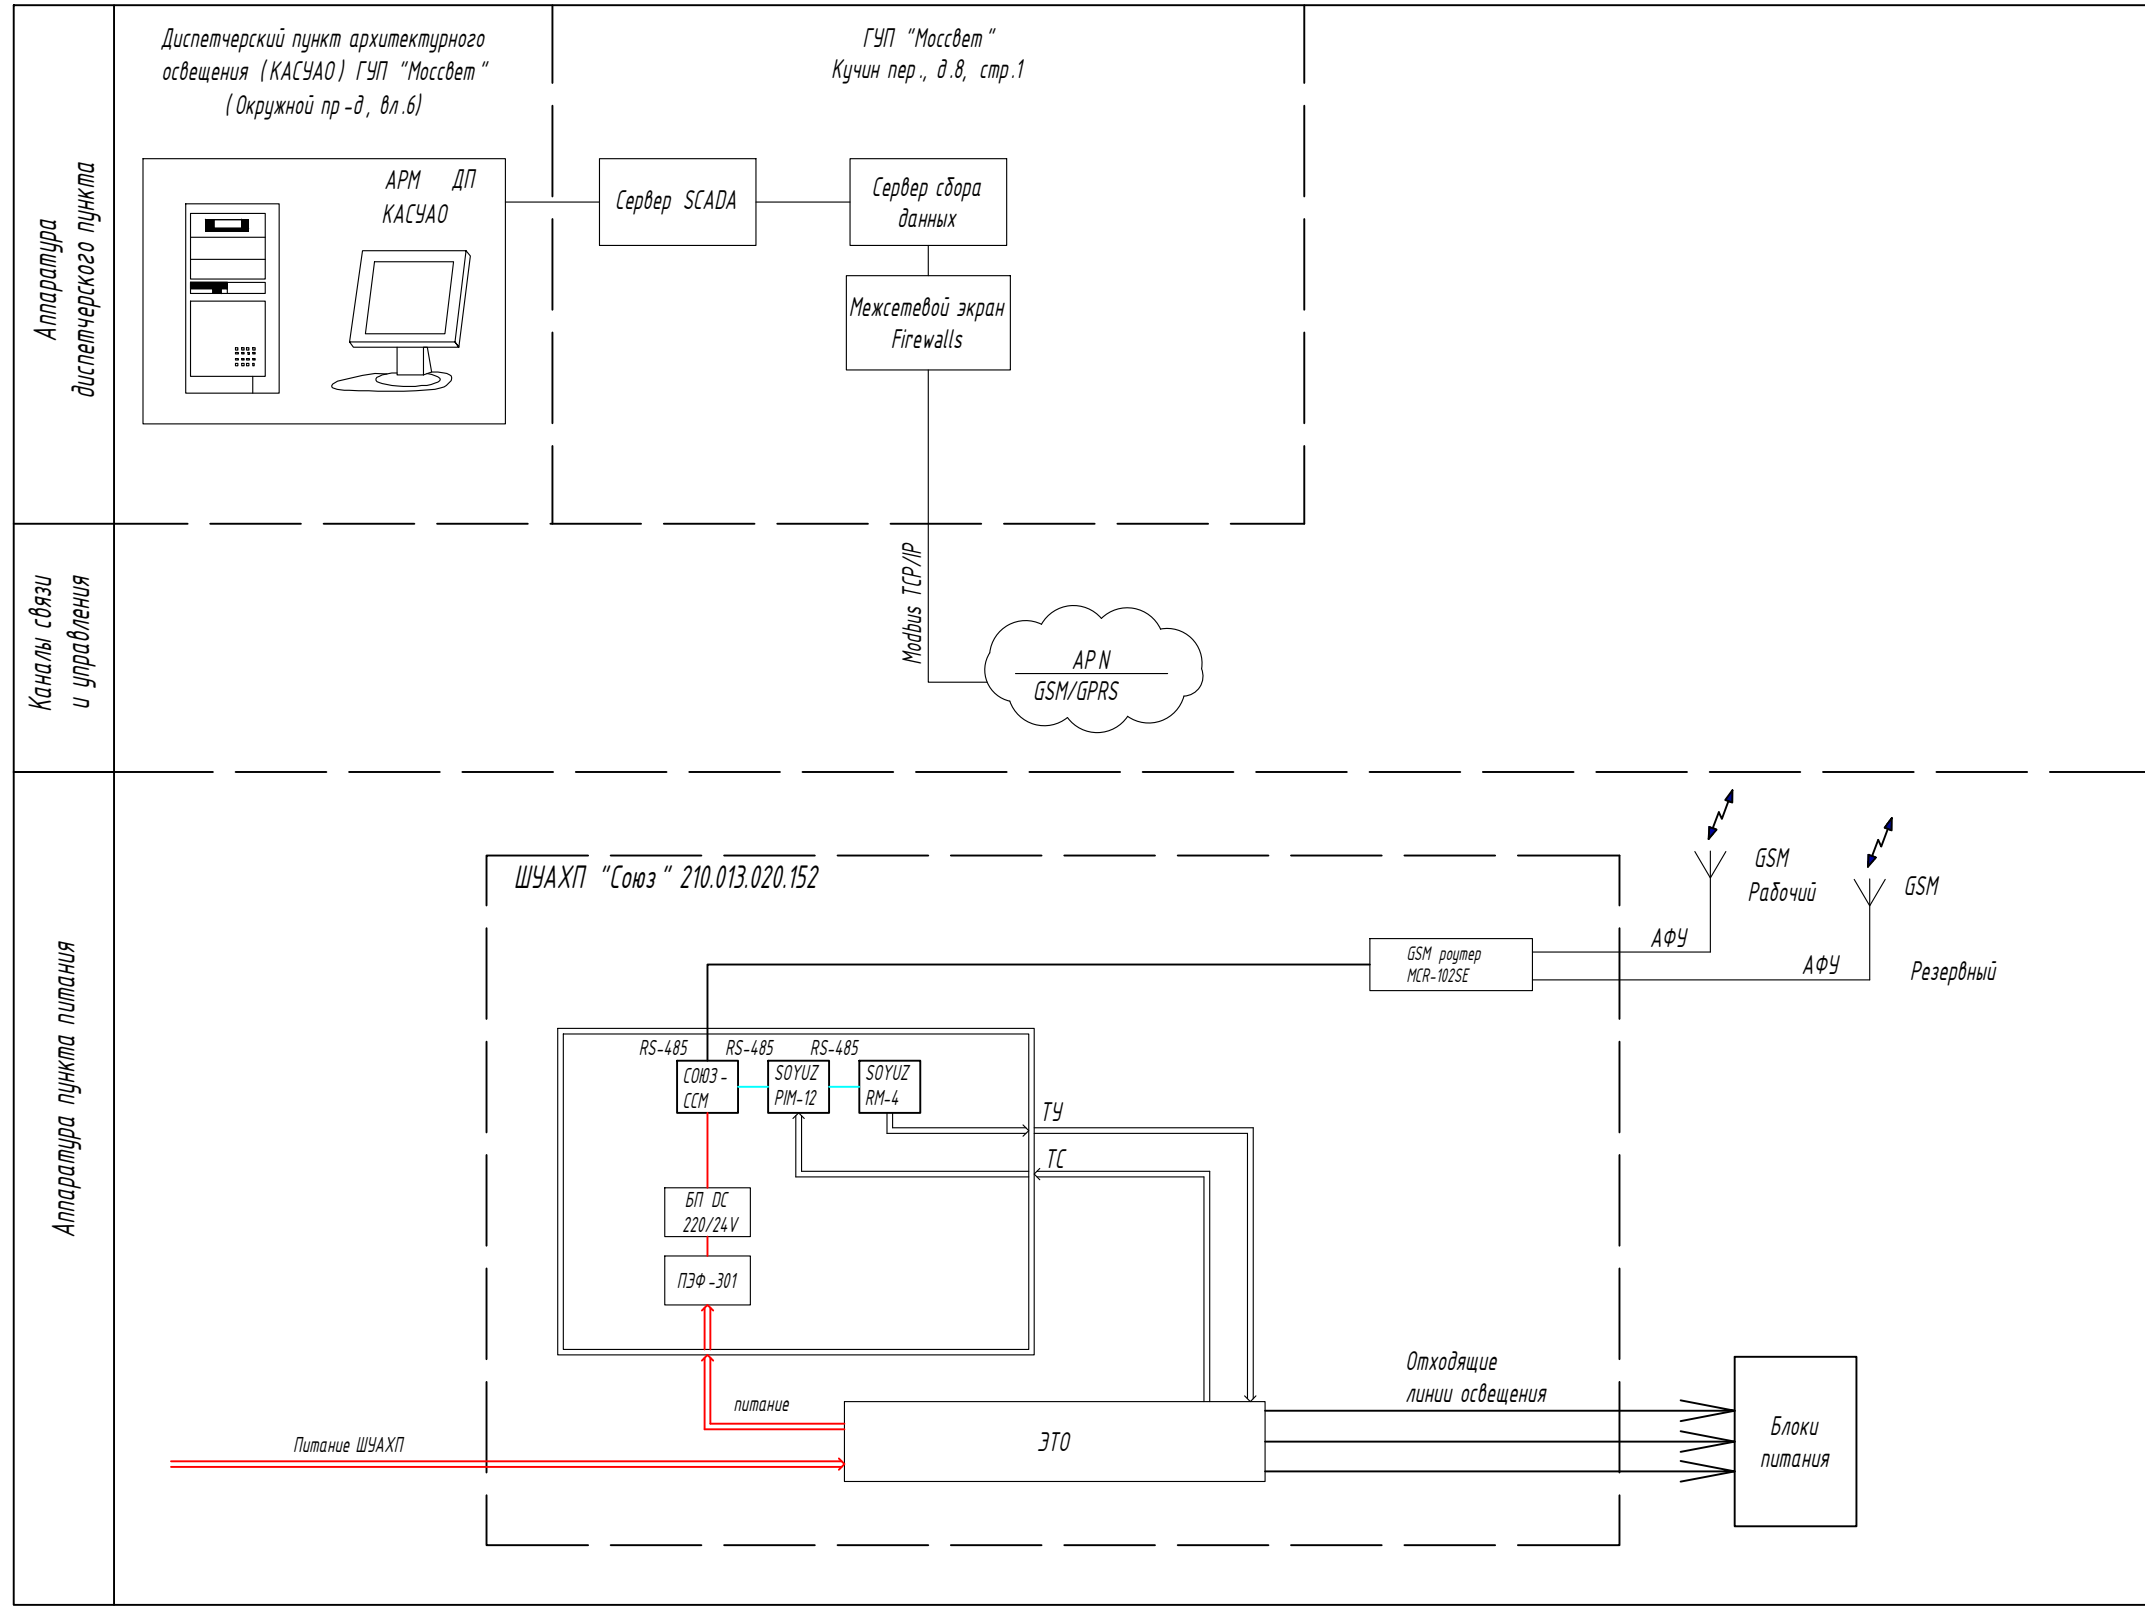 Аппаратура
диспетчерского пункта
Диспетчерский пункт архитектурного
освещения (КАСУАО) ГУП "Моссвет"
(Окружной пр-д, вл.6)
ГУП "Моссвет"
Кучин пер., д.8, стр.1
АРМ ДП
КАСУАО
Сервер SCADA
Сервер сбора
данных
Межсетевой экран
Firewalls
Каналы связи
и управления
Modbus TCP/IP
APN
GSM/GPRS
Аппаратура пункта питания
ШУАХП "Союз" 210.013.020.152
GSM
Рабочий
GSM
Резервный
АФУ
АФУ
GSM роутер
MCR-102SE
RS-485
RS-485
RS-485
СОЮЗ-
ССМ
SOYUZ
PIM-12
SOYUZ
RM-4
ТУ
ТС
БП DC
220/24V
ПЭФ-301
питание
Питание ШУАХП
ЭТО
Отходящие
линии освещения
Блоки
питания